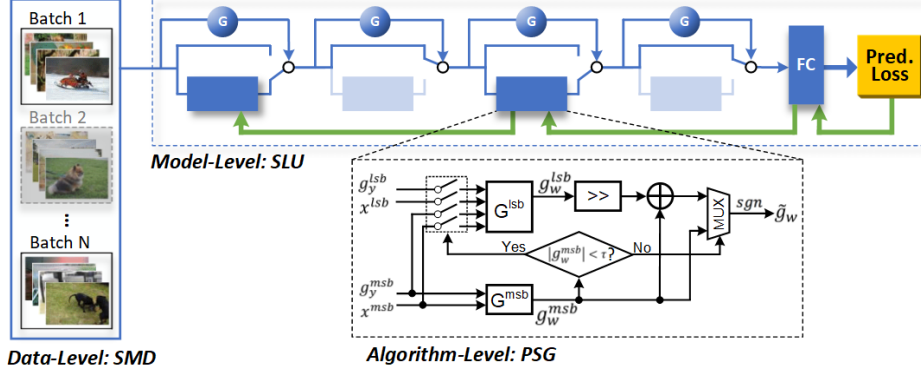 Batch 1
Batch 2
⋮
Batch N
Data-Level: SMD
G G G G
FC
Pred.
Loss
Model-Level: SLU
g_y^{lsb}
x^{lsb}
G^{lsb}
g_w^{lsb}
>>
MUX
sgn
g̃_w
Yes
|g_w^{msb}| < τ?
No
g_y^{msb}
x^{msb}
G^{msb}
g_w^{msb}
Algorithm-Level: PSG